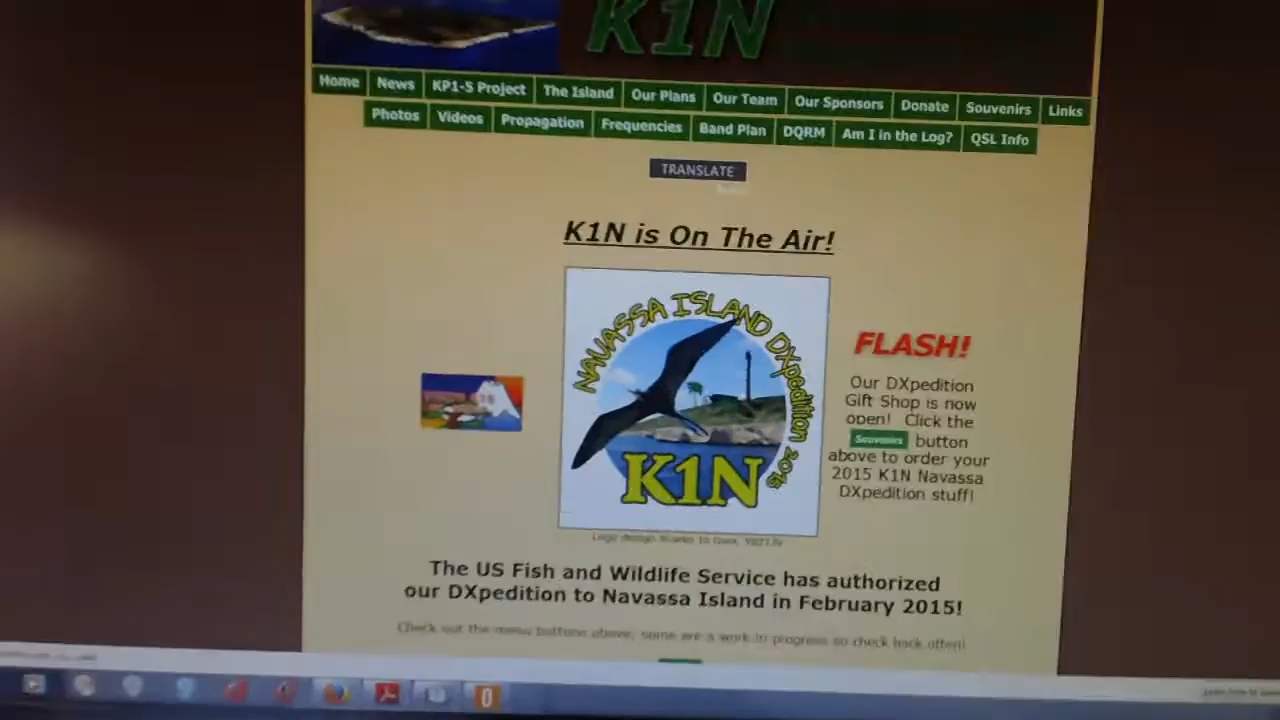 K1N
Home News KP1-5 Project The Island Our Plans Our Team Our Sponsors Donate Souvenirs Links
Photos Videos Propagation Frequencies Band Plan DQRM Am I in the Log? QSL Info
TRANSLATE
K1N is On The Air!
NAVASSA ISLAND DXpedition 2015
K1N
FLASH!
Our DXpedition
Gift Shop is now
open! Click the
Souvenirs button
above to order your
2015 K1N Navassa
DXpedition stuff!
Logo design thanks to
The US Fish and Wildlife Service has authorized
our DXpedition to Navassa Island in February 2015!
Check out the menu buttons above, some are a work in progress so check back often!